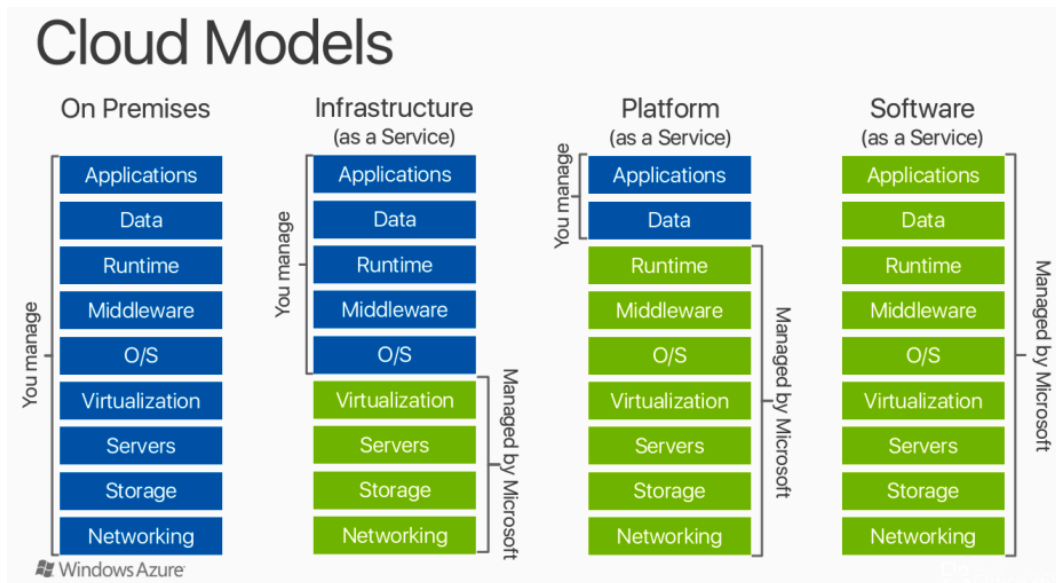 Cloud Models
On Premises
You manage
Applications
Data
Runtime
Middleware
O/S
Virtualization
Servers
Storage
Networking
Infrastructure
(as a Service)
You manage
Applications
Data
Runtime
Middleware
O/S
Virtualization
Servers
Storage
Networking
Managed by Microsoft
Platform
(as a Service)
You manage
Applications
Data
Runtime
Middleware
O/S
Virtualization
Servers
Storage
Networking
Managed by Microsoft
Software
(as a Service)
Applications
Data
Runtime
Middleware
O/S
Virtualization
Servers
Storage
Networking
Managed by Microsoft
Windows Azure